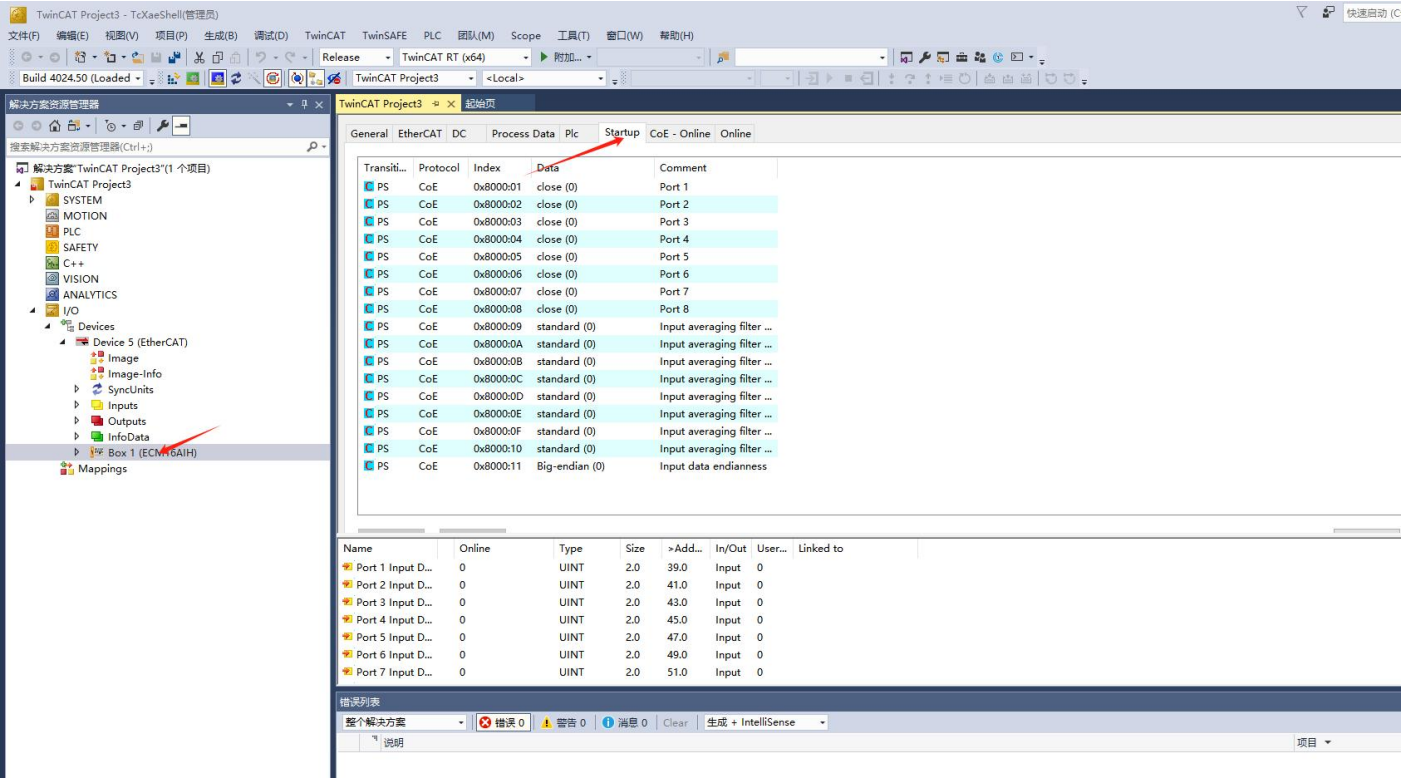 TwinCAT Project3 - TcXaeShell(管理员)
快速启动 (C
文件(F) 编辑(E) 视图(V) 项目(P) 生成(B) 调试(D) TwinCAT TwinSAFE PLC 团队(M) Scope 工具(T) 窗口(W) 帮助(H)
Release TwinCAT RT (x64) 附加...
Build 4024.50 (Loaded TwinCAT Project3 <Local>
解决方案资源管理器
搜索解决方案资源管理器(Ctrl+;)
解决方案"TwinCAT Project3"(1 个项目)
TwinCAT Project3
SYSTEM
MOTION
PLC
SAFETY
C++
VISION
ANALYTICS
I/O
Devices
Device 5 (EtherCAT)
Image
Image-Info
SyncUnits
Inputs
Outputs
InfoData
Box 1 (ECM16AIH)
Mappings
TwinCAT Project3 起始页
General EtherCAT DC Process Data Plc Startup CoE - Online Online
Transiti... Protocol Index Data Comment
C PS CoE 0x8000:01 close (0) Port 1
C PS CoE 0x8000:02 close (0) Port 2
C PS CoE 0x8000:03 close (0) Port 3
C PS CoE 0x8000:04 close (0) Port 4
C PS CoE 0x8000:05 close (0) Port 5
C PS CoE 0x8000:06 close (0) Port 6
C PS CoE 0x8000:07 close (0) Port 7
C PS CoE 0x8000:08 close (0) Port 8
C PS CoE 0x8000:09 standard (0) Input averaging filter ...
C PS CoE 0x8000:0A standard (0) Input averaging filter ...
C PS CoE 0x8000:0B standard (0) Input averaging filter ...
C PS CoE 0x8000:0C standard (0) Input averaging filter ...
C PS CoE 0x8000:0D standard (0) Input averaging filter ...
C PS CoE 0x8000:0E standard (0) Input averaging filter ...
C PS CoE 0x8000:0F standard (0) Input averaging filter ...
C PS CoE 0x8000:10 standard (0) Input averaging filter ...
C PS CoE 0x8000:11 Big-endian (0) Input data endianness
Name Online Type Size >Add... In/Out User... Linked to
Port 1 Input D... 0 UINT 2.0 39.0 Input 0
Port 2 Input D... 0 UINT 2.0 41.0 Input 0
Port 3 Input D... 0 UINT 2.0 43.0 Input 0
Port 4 Input D... 0 UINT 2.0 45.0 Input 0
Port 5 Input D... 0 UINT 2.0 47.0 Input 0
Port 6 Input D... 0 UINT 2.0 49.0 Input 0
Port 7 Input D... 0 UINT 2.0 51.0 Input 0
错误列表
整个解决方案 错误 0 警告 0 消息 0 Clear 生成 + IntelliSense
说明 项目